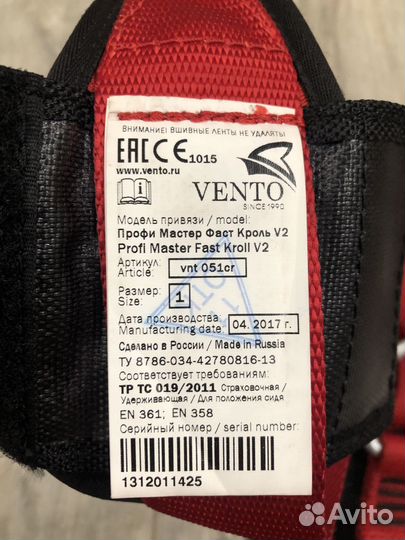 ВНИМАНИЕ! ВШИВНЫЕ ЛЕНТЫ НЕ УДАЛЯТЬ!
EAC CE 1015
www.vento.ru
VENTO
SINCE 1990
Модель привязи / model:
Профи Мастер Фаст Кроль V2
Profi Master Fast Kroll V2
Артикул:
Article:
vnt 051cr
Размер:
Size:
1
Дата производства
Manufacturing date
04. 2017 г.
Сделано в России / Made in Russia
ТУ 8786-034-42780816-13
Соответствует требованиям:
ТР ТС 019/2011 Страховочная /
Удерживающая / Для положения сидя
EN 361; EN 358
Серийный номер / serial number:
1312011425
Avito